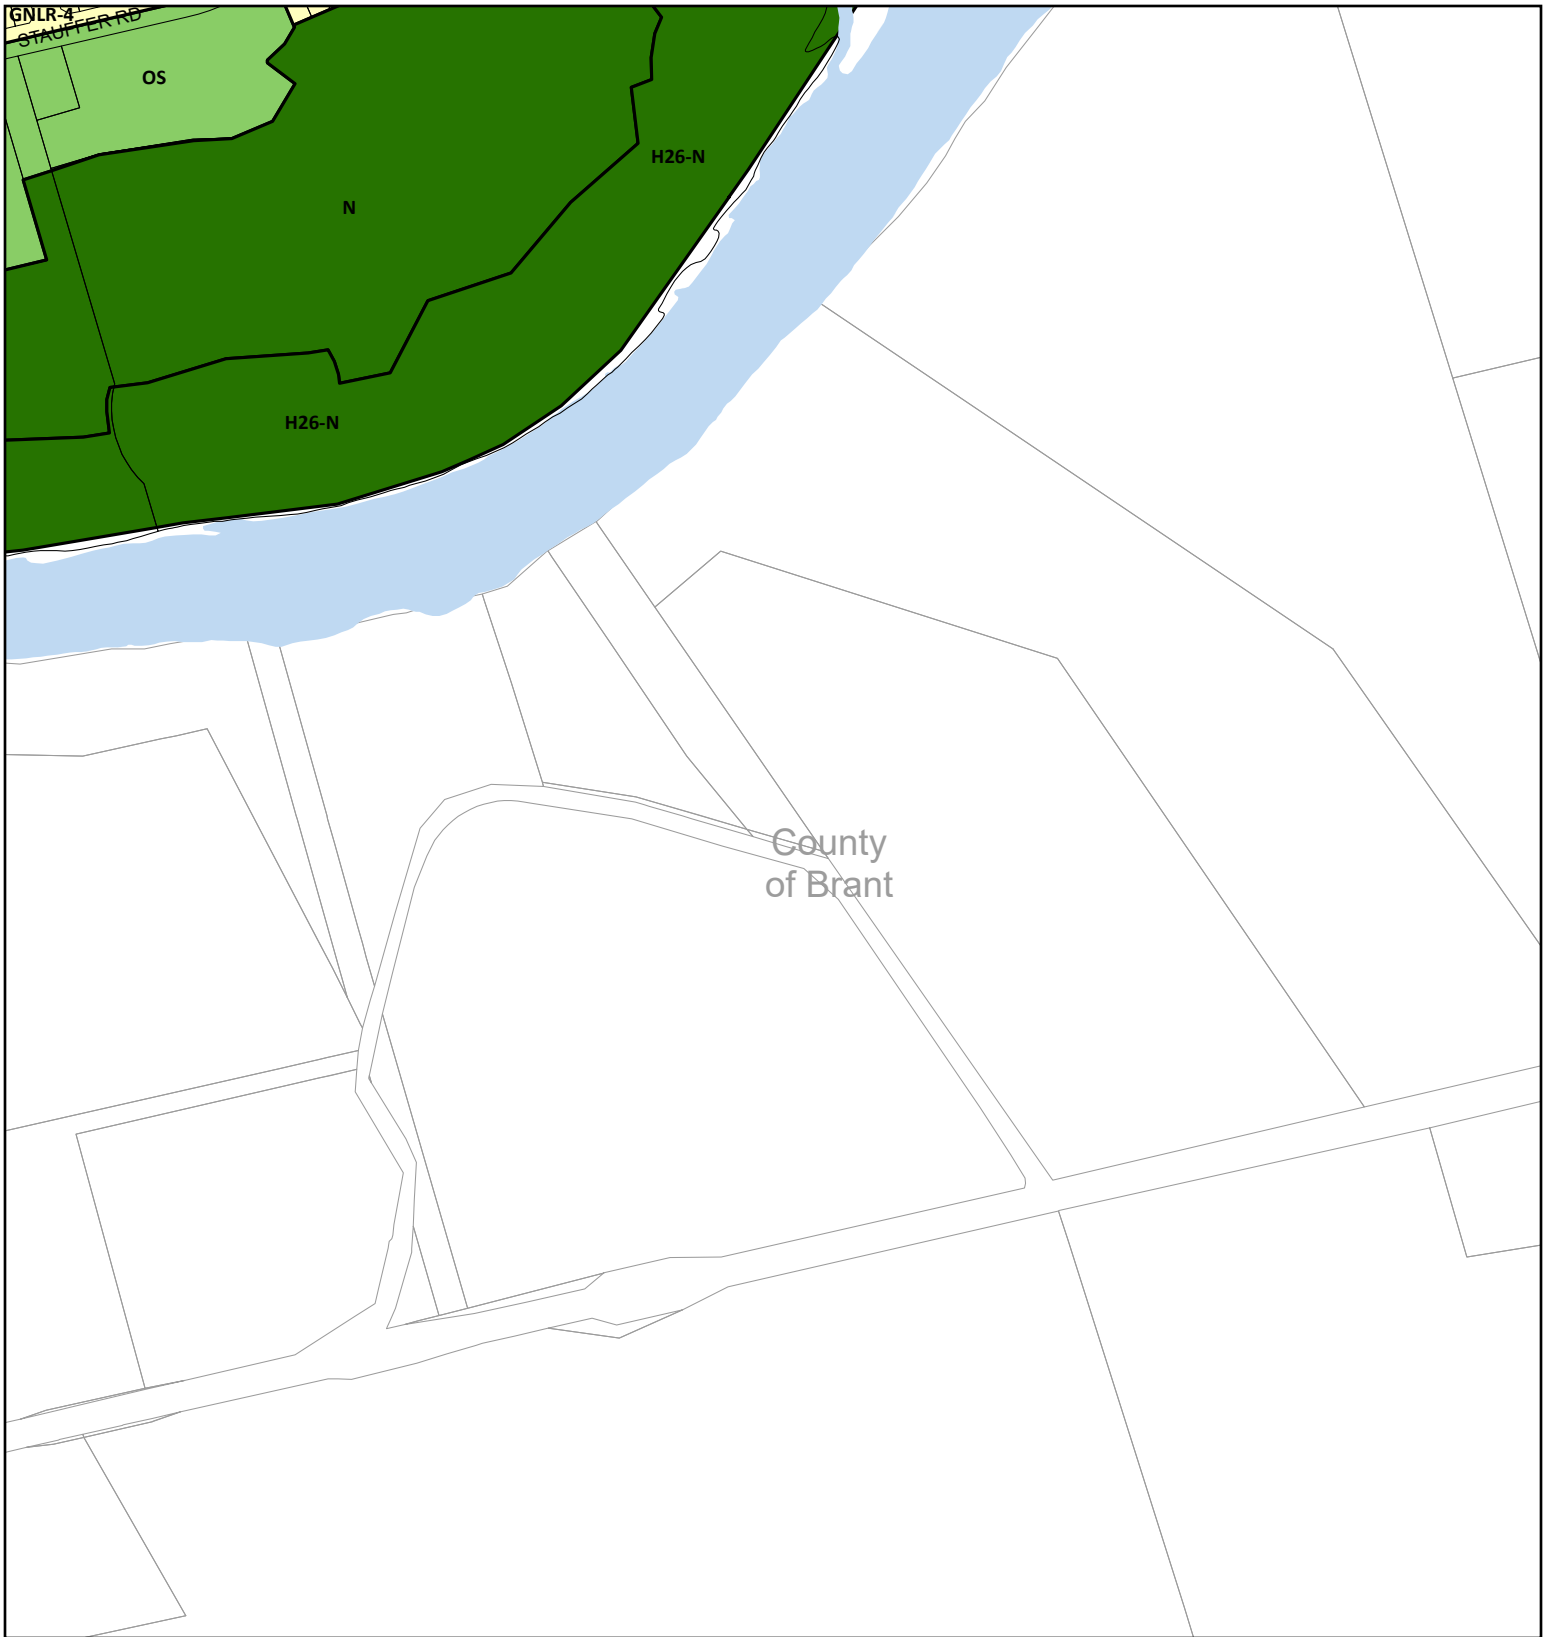 GNLR-4
STAUFFER RD
OS
H26-N
N
H26-N
County
of Brant